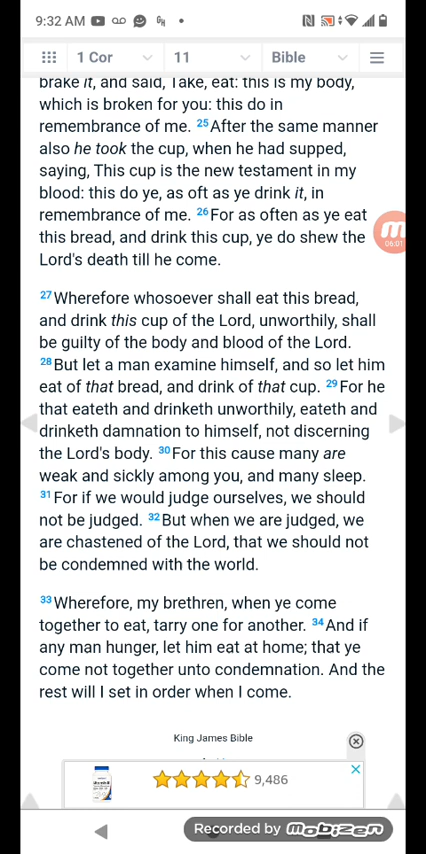 9:32 AM
1 Cor 11 Bible
brake it, and said, Take, eat: this is my body,
which is broken for you: this do in
remembrance of me. 25 After the same manner
also he took the cup, when he had supped,
saying, This cup is the new testament in my
blood: this do ye, as oft as ye drink it, in
remembrance of me. 26 For as often as ye eat
this bread, and drink this cup, ye do shew the
Lord's death till he come.
m
06:01
27 Wherefore whosoever shall eat this bread,
and drink this cup of the Lord, unworthily, shall
be guilty of the body and blood of the Lord.
28 But let a man examine himself, and so let him
eat of that bread, and drink of that cup. 29 For he
that eateth and drinketh unworthily, eateth and
drinketh damnation to himself, not discerning
the Lord's body. 30 For this cause many are
weak and sickly among you, and many sleep.
31 For if we would judge ourselves, we should
not be judged. 32 But when we are judged, we
are chastened of the Lord, that we should not
be condemned with the world.
33 Wherefore, my brethren, when ye come
together to eat, tarry one for another. 34 And if
any man hunger, let him eat at home; that ye
come not together unto condemnation. And the
rest will I set in order when I come.
King James Bible
9,486
Recorded by mobizen